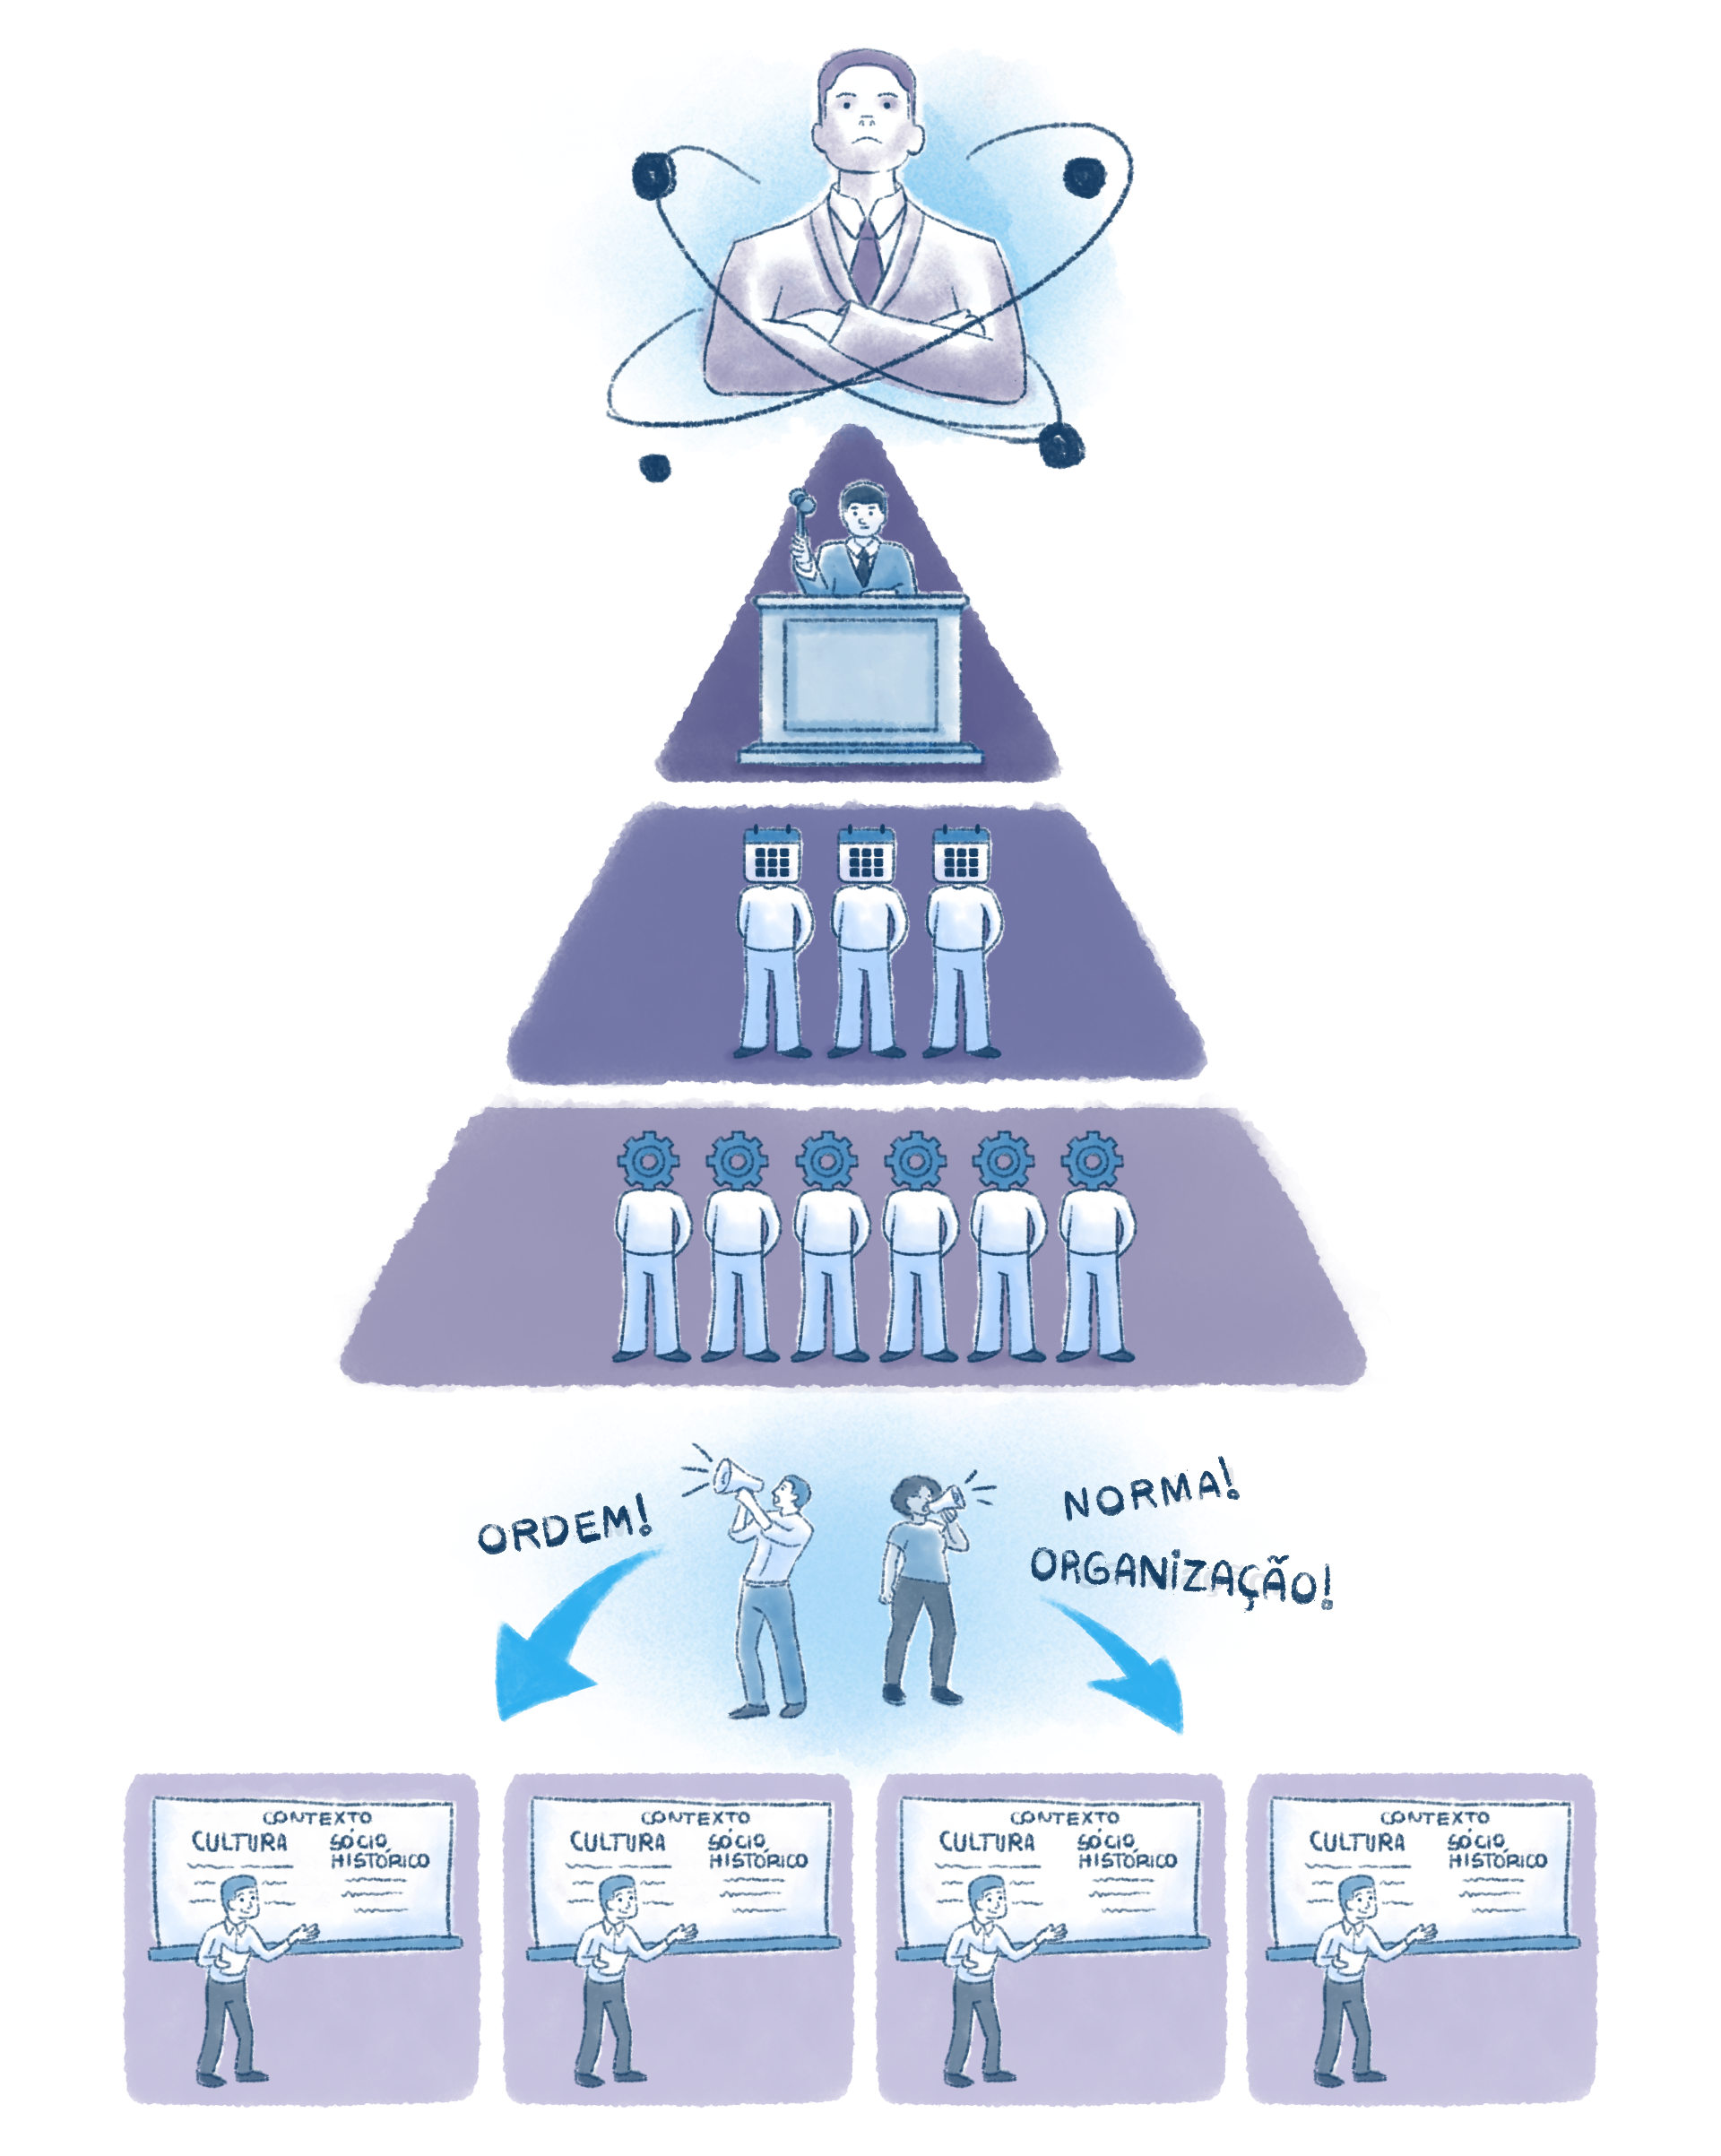 ORDEM!
NORMA!
ORGANIZAÇÃO!
CONTEXTO
CULTURA
SÓCIO
HISTÓRICO
CONTEXTO
CULTURA
SÓCIO
HISTÓRICO
CONTEXTO
CULTURA
SÓCIO
HISTÓRICO
CONTEXTO
CULTURA
SÓCIO
HISTÓRICO